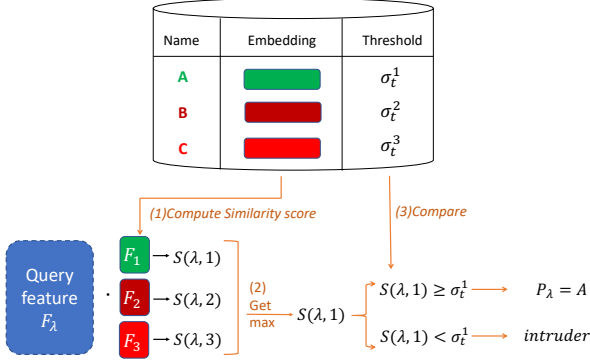 Name Embedding Threshold
A σ_t^1
B σ_t^2
C σ_t^3
(1)Compute Similarity score
(3)Compare
Query
feature
F_λ
·
F_1 → S(λ, 1)
F_2 → S(λ, 2)
F_3 → S(λ, 3)
(2)
Get
max
S(λ, 1)
S(λ, 1) ≥ σ_t^1 → P_λ = A
S(λ, 1) < σ_t^1 → intruder